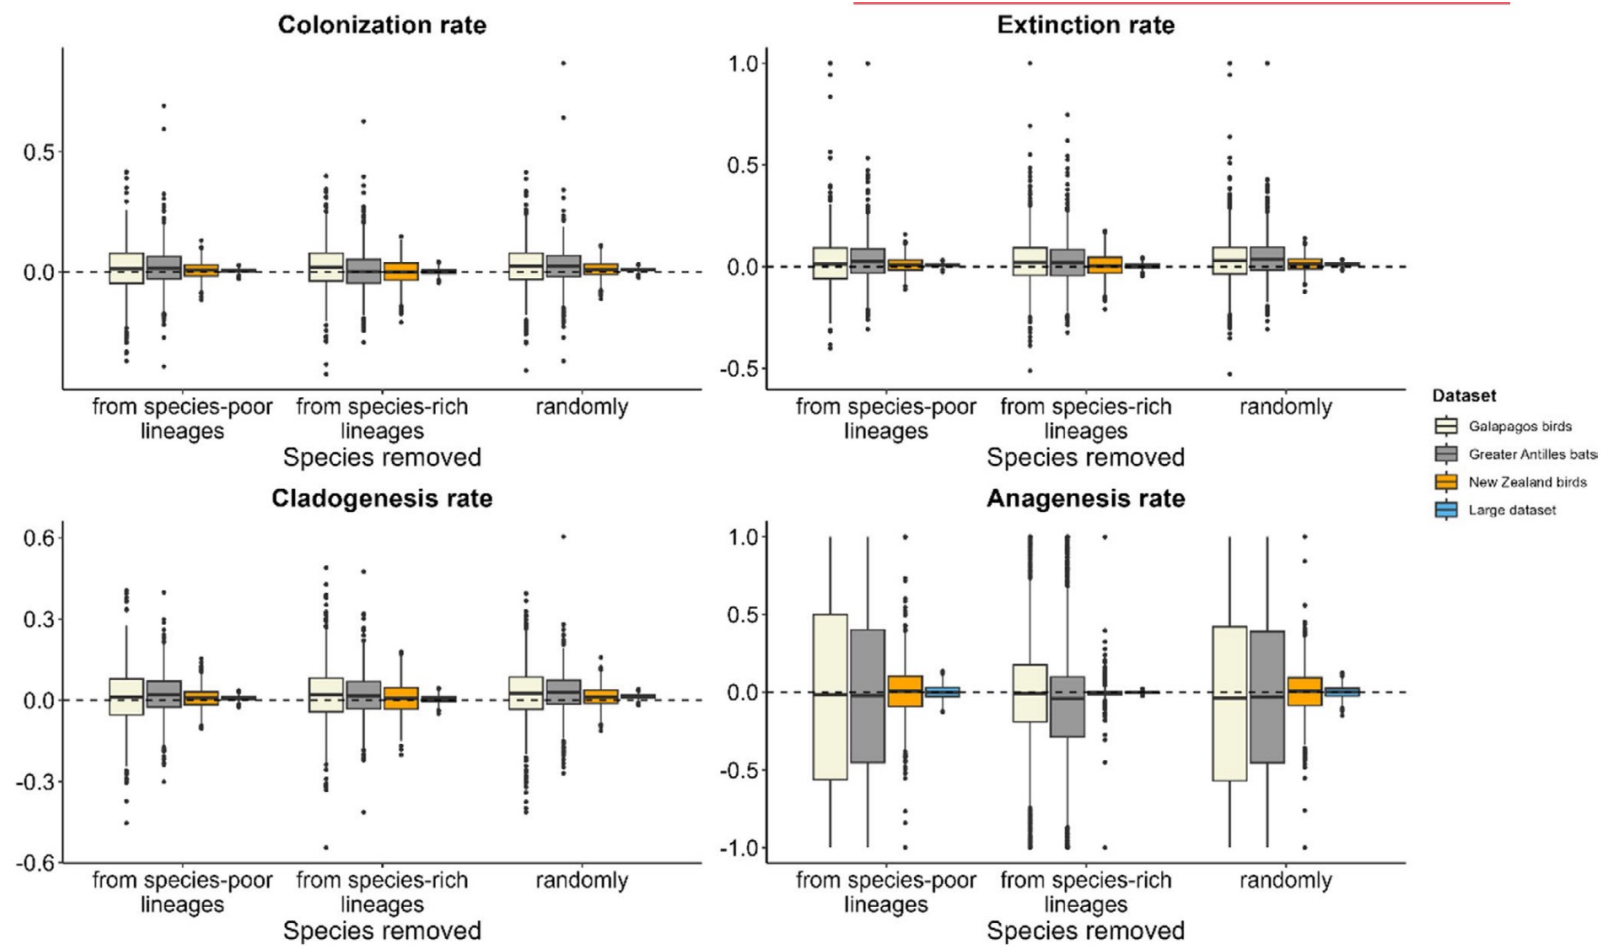 Colonization rate
0.5
0.0
from species-poor lineages
from species-rich lineages
randomly
Species removed
Extinction rate
1.0
0.5
0.0
-0.5
from species-poor lineages
from species-rich lineages
randomly
Species removed
Dataset
Galapagos birds
Greater Antilles bats
New Zealand birds
Large dataset
Cladogenesis rate
0.6
0.3
0.0
-0.3
-0.6
from species-poor lineages
from species-rich lineages
randomly
Species removed
Anagenesis rate
1.0
0.5
0.0
-0.5
-1.0
from species-poor lineages
from species-rich lineages
randomly
Species removed